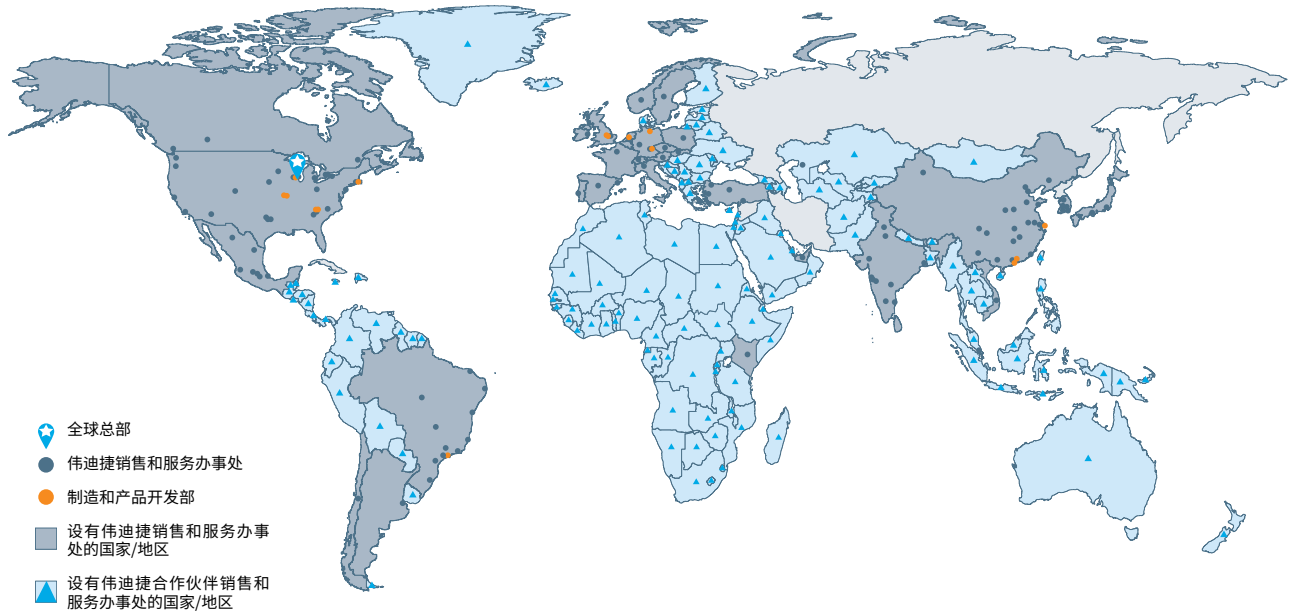 全球总部
伟迪捷销售和服务办事处
制造和产品开发部
设有伟迪捷销售和服务办事
处的国家/地区
设有伟迪捷合作伙伴销售和
服务办事处的国家/地区